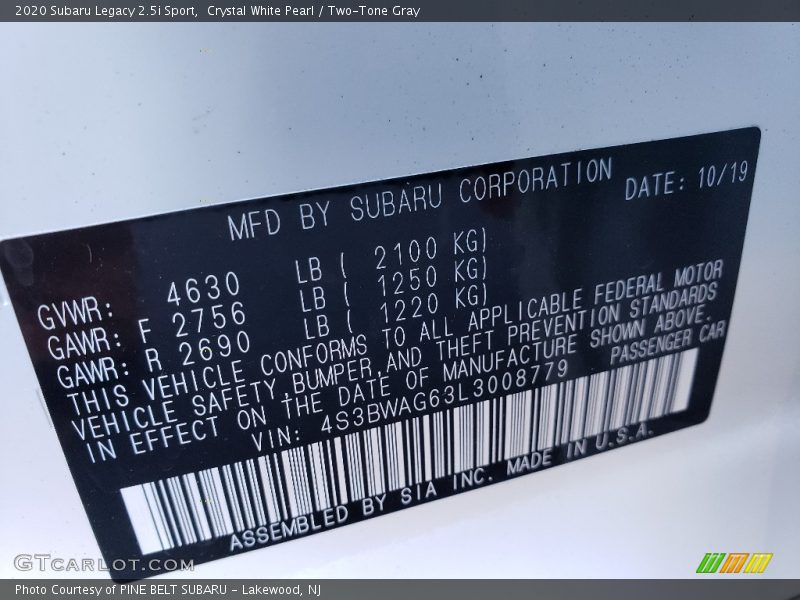 2020 Subaru Legacy 2.5i Sport,  Crystal White Pearl / Two-Tone Gray
MFD BY SUBARU CORPORATION DATE: 10/19
GVWR: 4630 LB ( 2100 KG)
GAWR: F 2756 LB ( 1250 KG)
GAWR: R 2690 LB ( 1220 KG)
THIS VEHICLE CONFORMS TO ALL APPLICABLE FEDERAL MOTOR
VEHICLE SAFETY,BUMPER,AND THEFT PREVENTION STANDARDS
IN EFFECT ON THE DATE OF MANUFACTURE SHOWN ABOVE.
VIN: 4S3BWAG63L3008779 PASSENGER CAR
ASSEMBLED BY SIA INC. MADE IN U.S.A.
GTCARLOT.COM
Photo Courtesy of PINE BELT SUBARU - Lakewood, NJ